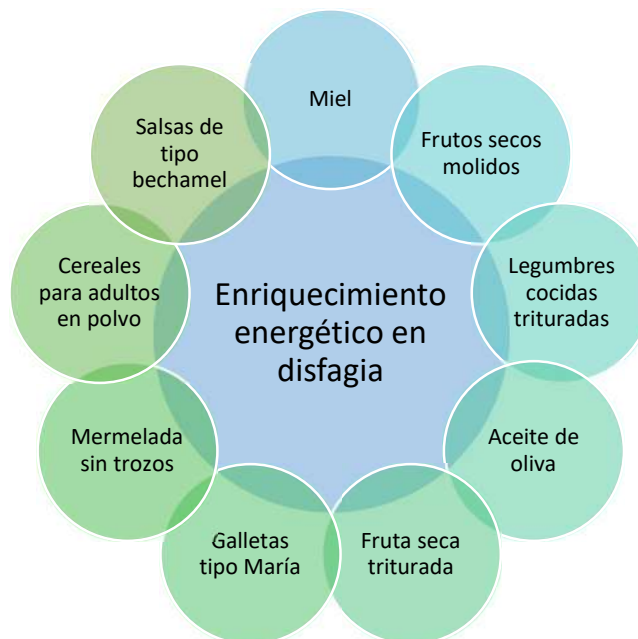 Miel
Frutos secos
molidos
Legumbres
cocidas
trituradas
Aceite de
oliva
Fruta seca
triturada
Galletas
tipo María
Mermelada
sin trozos
Cereales
para adultos
en polvo
Salsas de
tipo
bechamel
Enriquecimiento
energético en
disfagia